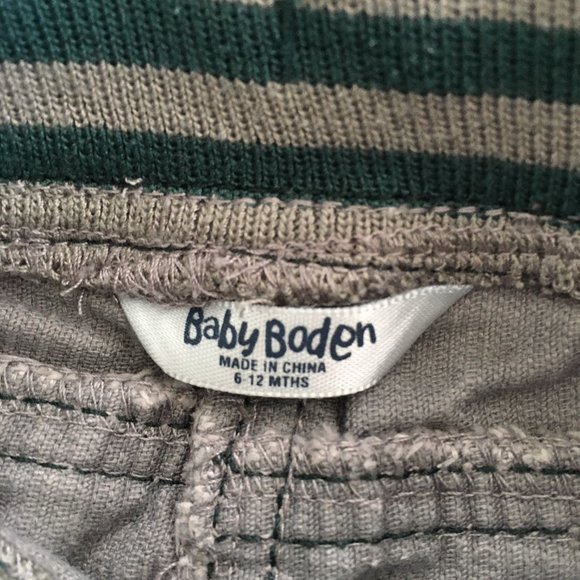 Baby Boden
MADE IN CHINA
6-12 MTHS